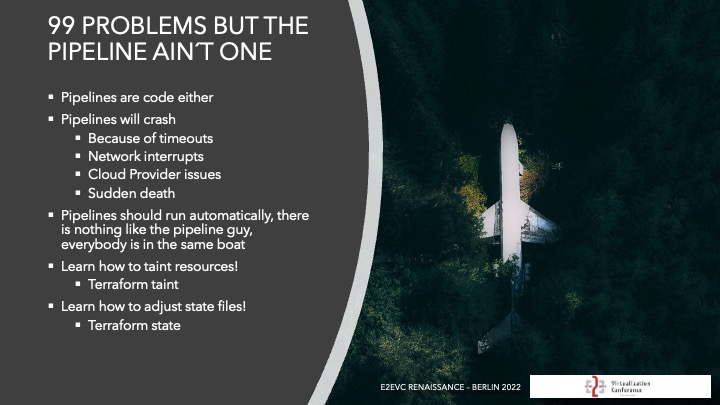 99 PROBLEMS BUT THE
PIPELINE AIN´T ONE
▪ Pipelines are code either
▪ Pipelines will crash
▪ Because of timeouts
▪ Network interrupts
▪ Cloud Provider issues
▪ Sudden death
▪ Pipelines should run automatically, there
is nothing like the pipeline guy,
everybody is in the same boat
▪ Learn how to taint resources!
▪ Terraform taint
▪ Learn how to adjust state files!
▪ Terraform state
E2EVC RENAISSANCE - BERLIN 2022
Virtualization
Conference